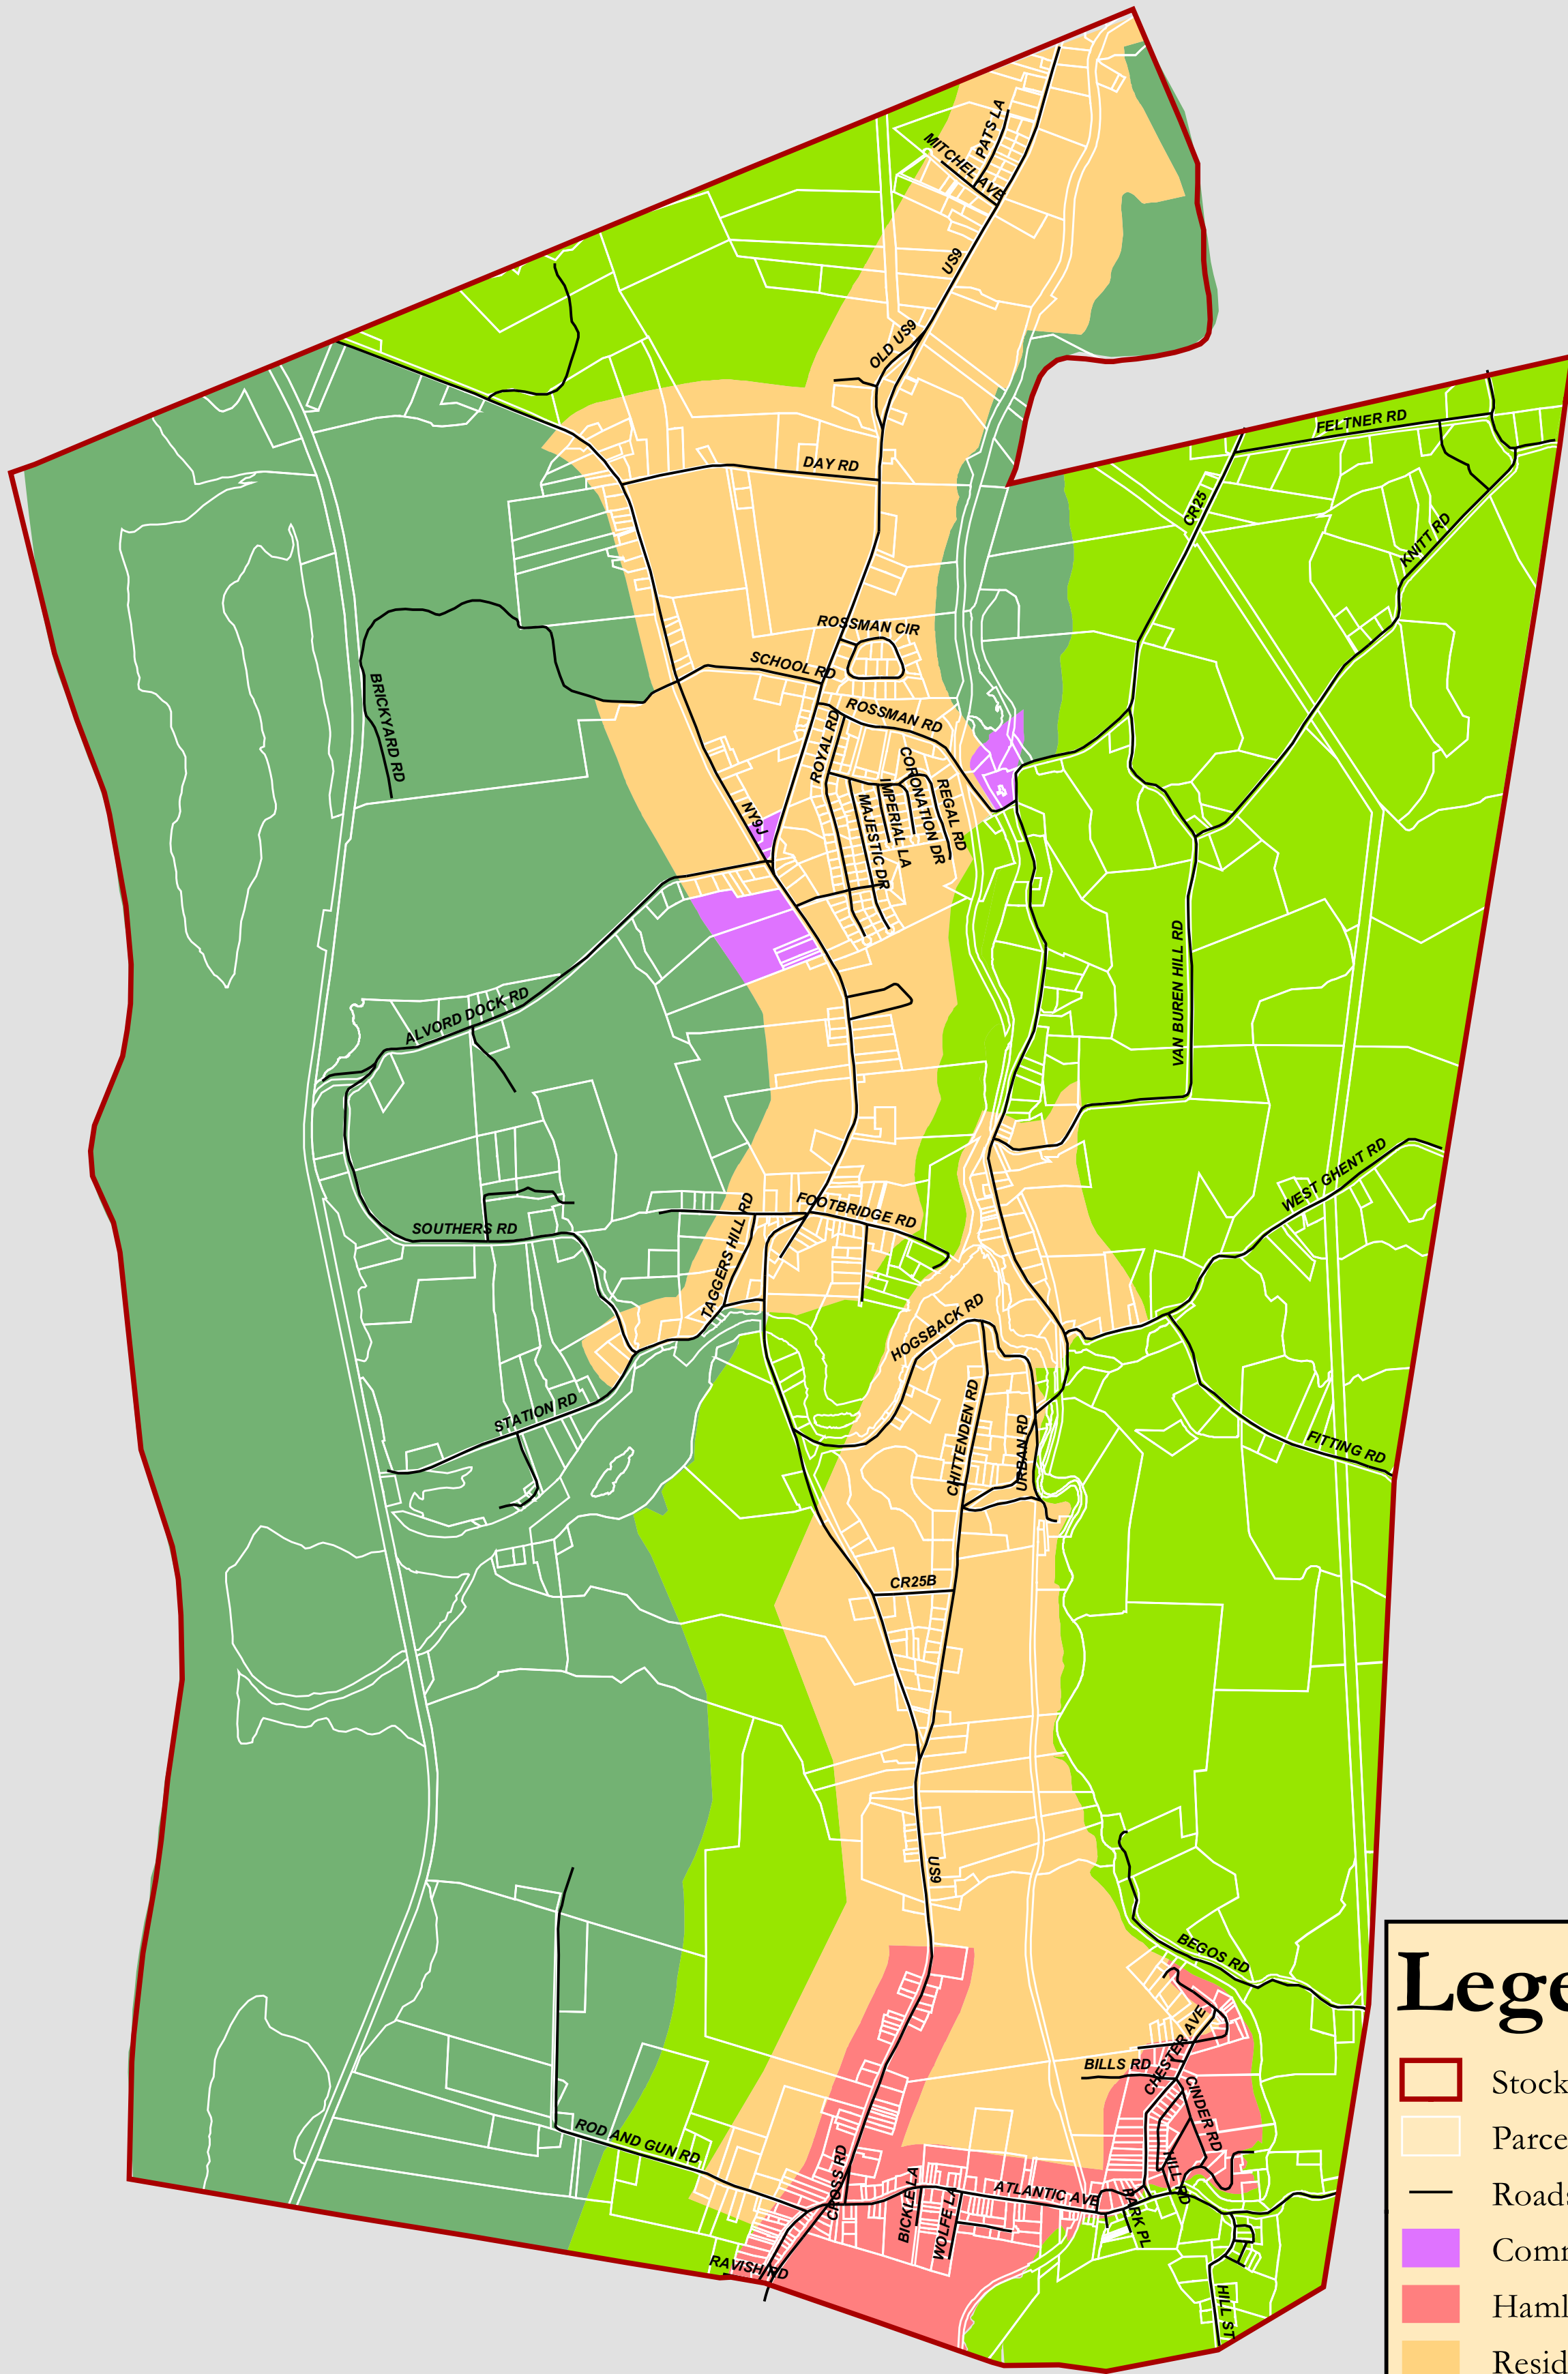 PATS LA
MITCHEL AVE
US9
OLD US9
FELTNER RD
DAY RD
CR25
KNITT RD
ROSSMAN CIR
SCHOOL RD
ROSSMAN RD
BRICKYARD RD
ROYAL RD
CORONATION DR
REGAL RD
IMPERIAL LA
MAJESTIC DR
NY9J
VAN BUREN HILL RD
ALVORD DOCK RD
WEST GHENT RD
FOOTBRIDGE RD
SOUTHERS RD
TAGGERS HILL RD
HOGSBACK RD
STATION RD
CHITTENDEN RD
URBAN RD
FITTING RD
CR25B
US9
BEGOS RD
CHESTER AVE
BILLS RD
CINDER RD
ROD AND GUN RD
CROSS RD
HILL RD
BICKLE LA
WOLFE LA
ATLANTIC AVE
PARK PL
RAVISH RD
HILL ST
Lege
Stock
Parce
Roads
Comm
Haml
Resid